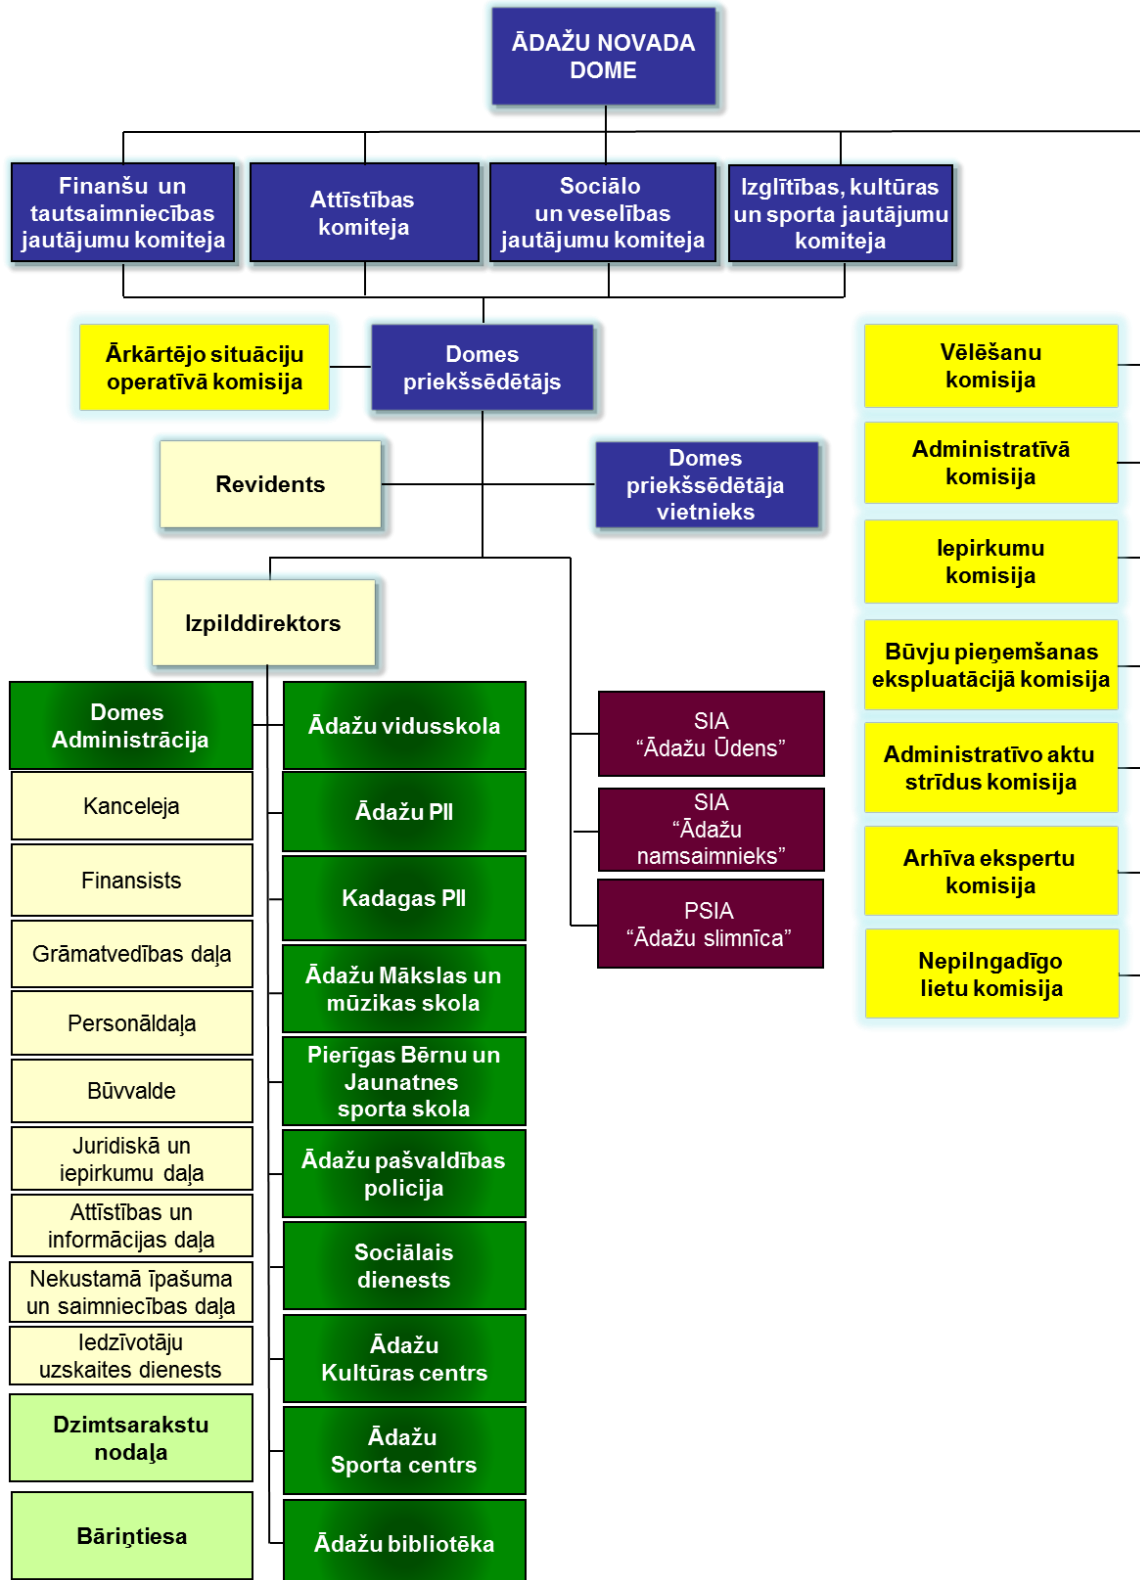 ĀDAŽU NOVADA
DOME
Finanšu un
tautsaimniecības
jautājumu komiteja
Attīstības
komiteja
Sociālo
un veselības
jautājumu komiteja
Izglītības, kultūras
un sporta jautājumu
komiteja
Ārkārtējo situāciju
operatīvā komisija
Domes
priekšsēdētājs
Revidents
Domes
priekšsēdētāja
vietnieks
Izpilddirektors
Domes
Administrācija
Kanceleja
Finansists
Grāmatvedības daļa
Personāldaļa
Būvvalde
Juridiskā un
iepirkumu daļa
Attīstības un
informācijas daļa
Nekustamā īpašuma
un saimniecības daļa
Iedzīvotāju
uzskaites dienests
Dzimtsarakstu
nodaļa
Bāriņtiesa
Ādažu vidusskola
Ādažu PII
Kadagas PII
Ādažu Mākslas un
mūzikas skola
Pierīgas Bērnu un
Jaunatnes
sporta skola
Ādažu pašvaldības
policija
Sociālais
dienests
Ādažu
Kultūras centrs
Ādažu
Sporta centrs
Ādažu bibliotēka
SIA
“Ādažu Ūdens”
SIA
“Ādažu
namsaimnieks”
PSIA
“Ādažu slimnīca”
Vēlēšanu
komisija
Administratīvā
komisija
Iepirkumu
komisija
Būvju pieņemšanas
ekspluatācijā komisija
Administratīvo aktu
strīdus komisija
Arhīva ekspertu
komisija
Nepilngadīgo
lietu komisija